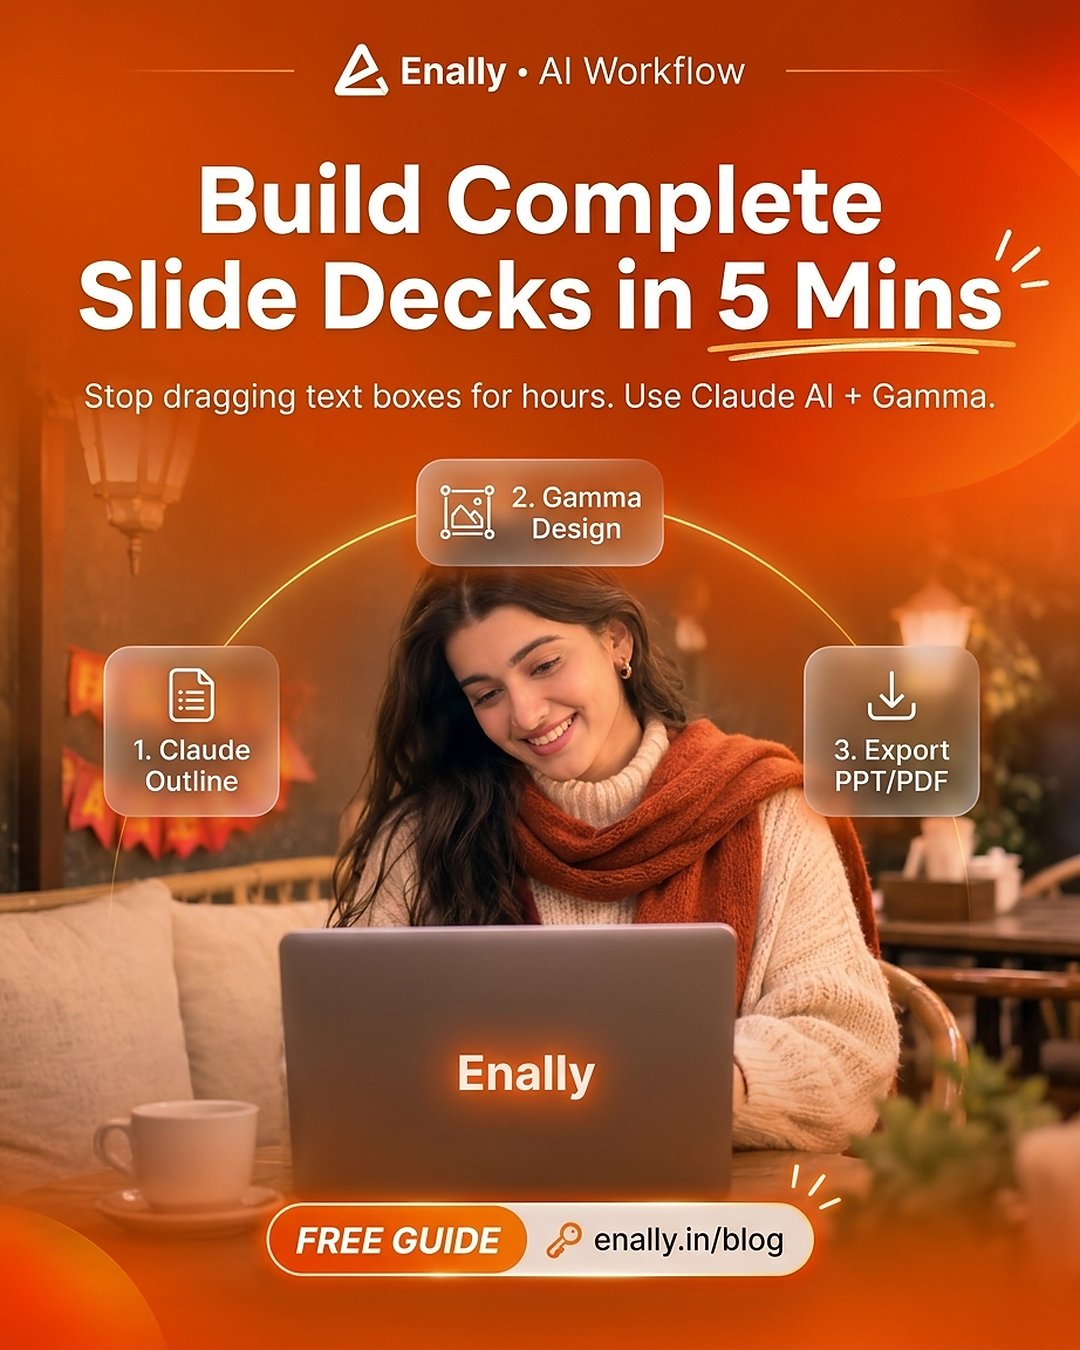 Enally • AI Workflow
Build Complete
Slide Decks in 5 Mins
Stop dragging text boxes for hours. Use Claude AI + Gamma.
2. Gamma
Design
1. Claude
Outline
3. Export
PPT/PDF
Enally
FREE GUIDE
enally.in/blog